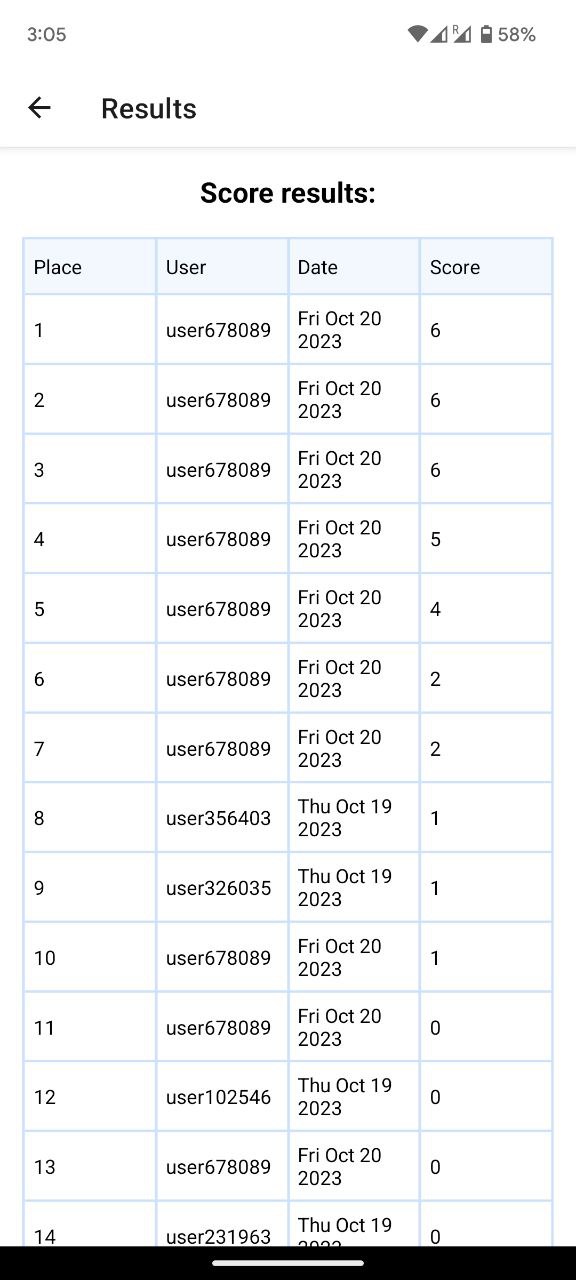 3:05
R 58%
Results
Score results:
Place User Date Score
1 user678089 Fri Oct 20 2023 6
2 user678089 Fri Oct 20 2023 6
3 user678089 Fri Oct 20 2023 6
4 user678089 Fri Oct 20 2023 5
5 user678089 Fri Oct 20 2023 4
6 user678089 Fri Oct 20 2023 2
7 user678089 Fri Oct 20 2023 2
8 user356403 Thu Oct 19 2023 1
9 user326035 Thu Oct 19 2023 1
10 user678089 Fri Oct 20 2023 1
11 user678089 Fri Oct 20 2023 0
12 user102546 Thu Oct 19 2023 0
13 user678089 Fri Oct 20 2023 0
14 user231963 Thu Oct 19 0